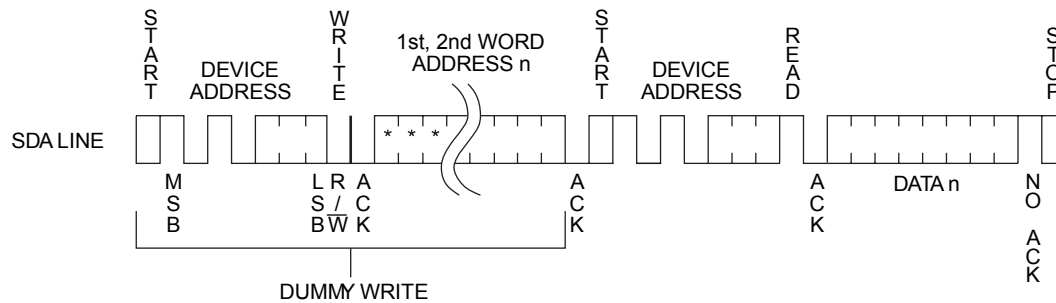 START
WRITE
1st, 2nd WORD
ADDRESS n
START
READ
STOP
DEVICE
ADDRESS
DEVICE
ADDRESS
SDA LINE
* * *
MSB
LSB
R/W
ACK
ACK
ACK
DATA n
NO ACK
DUMMY WRITE